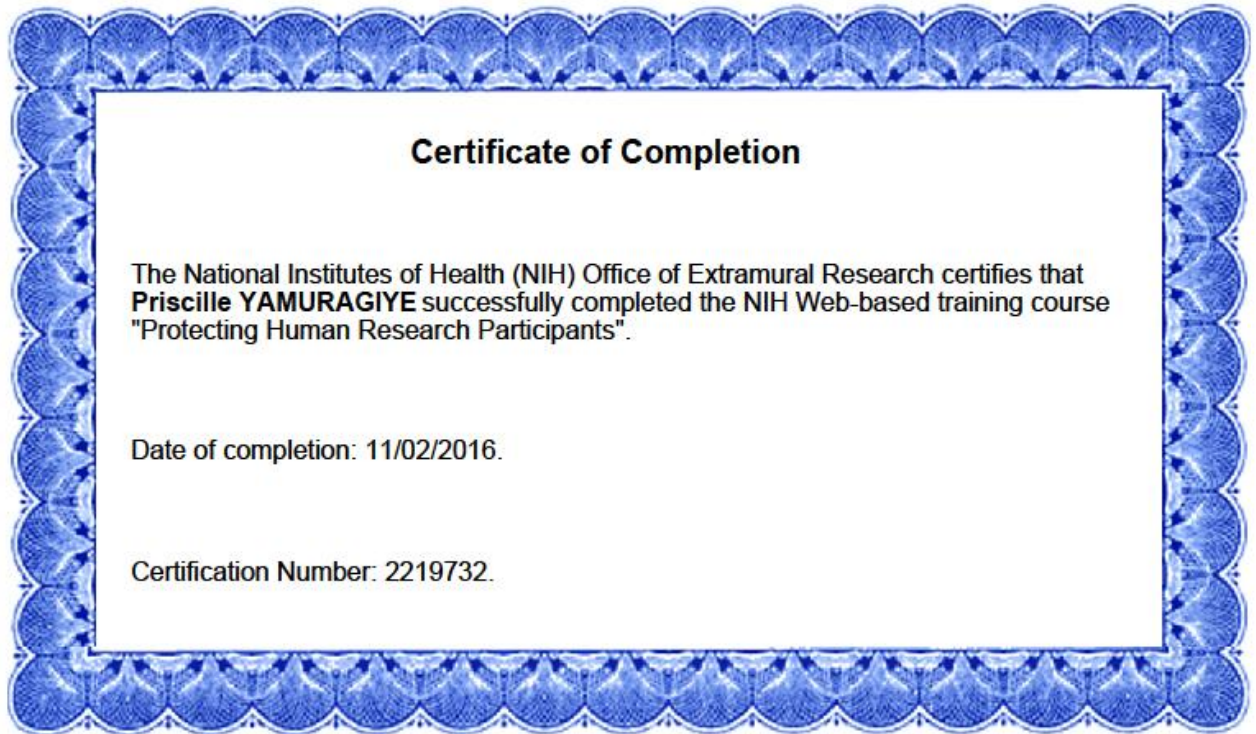 Certificate of Completion
The National Institutes of Health (NIH) Office of Extramural Research certifies that
Priscille YAMURAGIYE successfully completed the NIH Web-based training course
"Protecting Human Research Participants".
Date of completion: 11/02/2016.
Certification Number: 2219732.